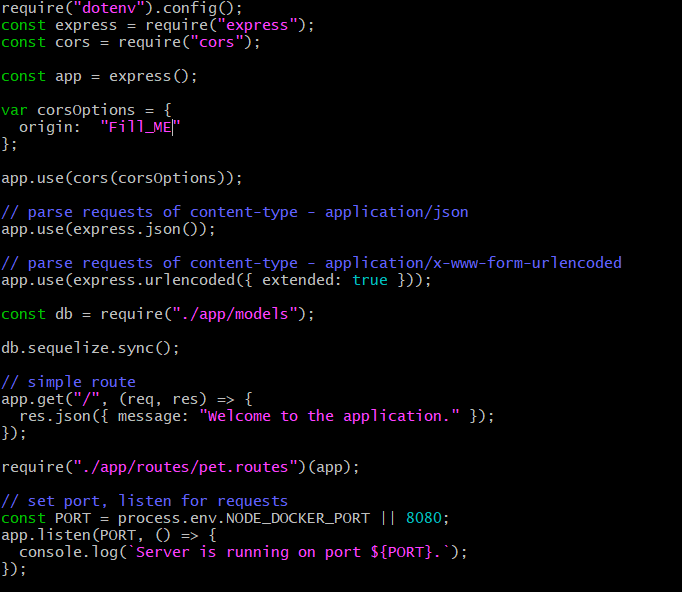 require("dotenv").config();
const express = require("express");
const cors = require("cors");
const app = express();
var corsOptions = {
  origin:  "Fill_ME"
};
app.use(cors(corsOptions));
// parse requests of content-type - application/json
app.use(express.json());
// parse requests of content-type - application/x-www-form-urlencoded
app.use(express.urlencoded({ extended: true }));
const db = require("./app/models");
db.sequelize.sync();
// simple route
app.get("/", (req, res) => {
  res.json({ message: "Welcome to the application." });
});
require("./app/routes/pet.routes")(app);
// set port, listen for requests
const PORT = process.env.NODE_DOCKER_PORT || 8080;
app.listen(PORT, () => {
  console.log(`Server is running on port ${PORT}.`);
});